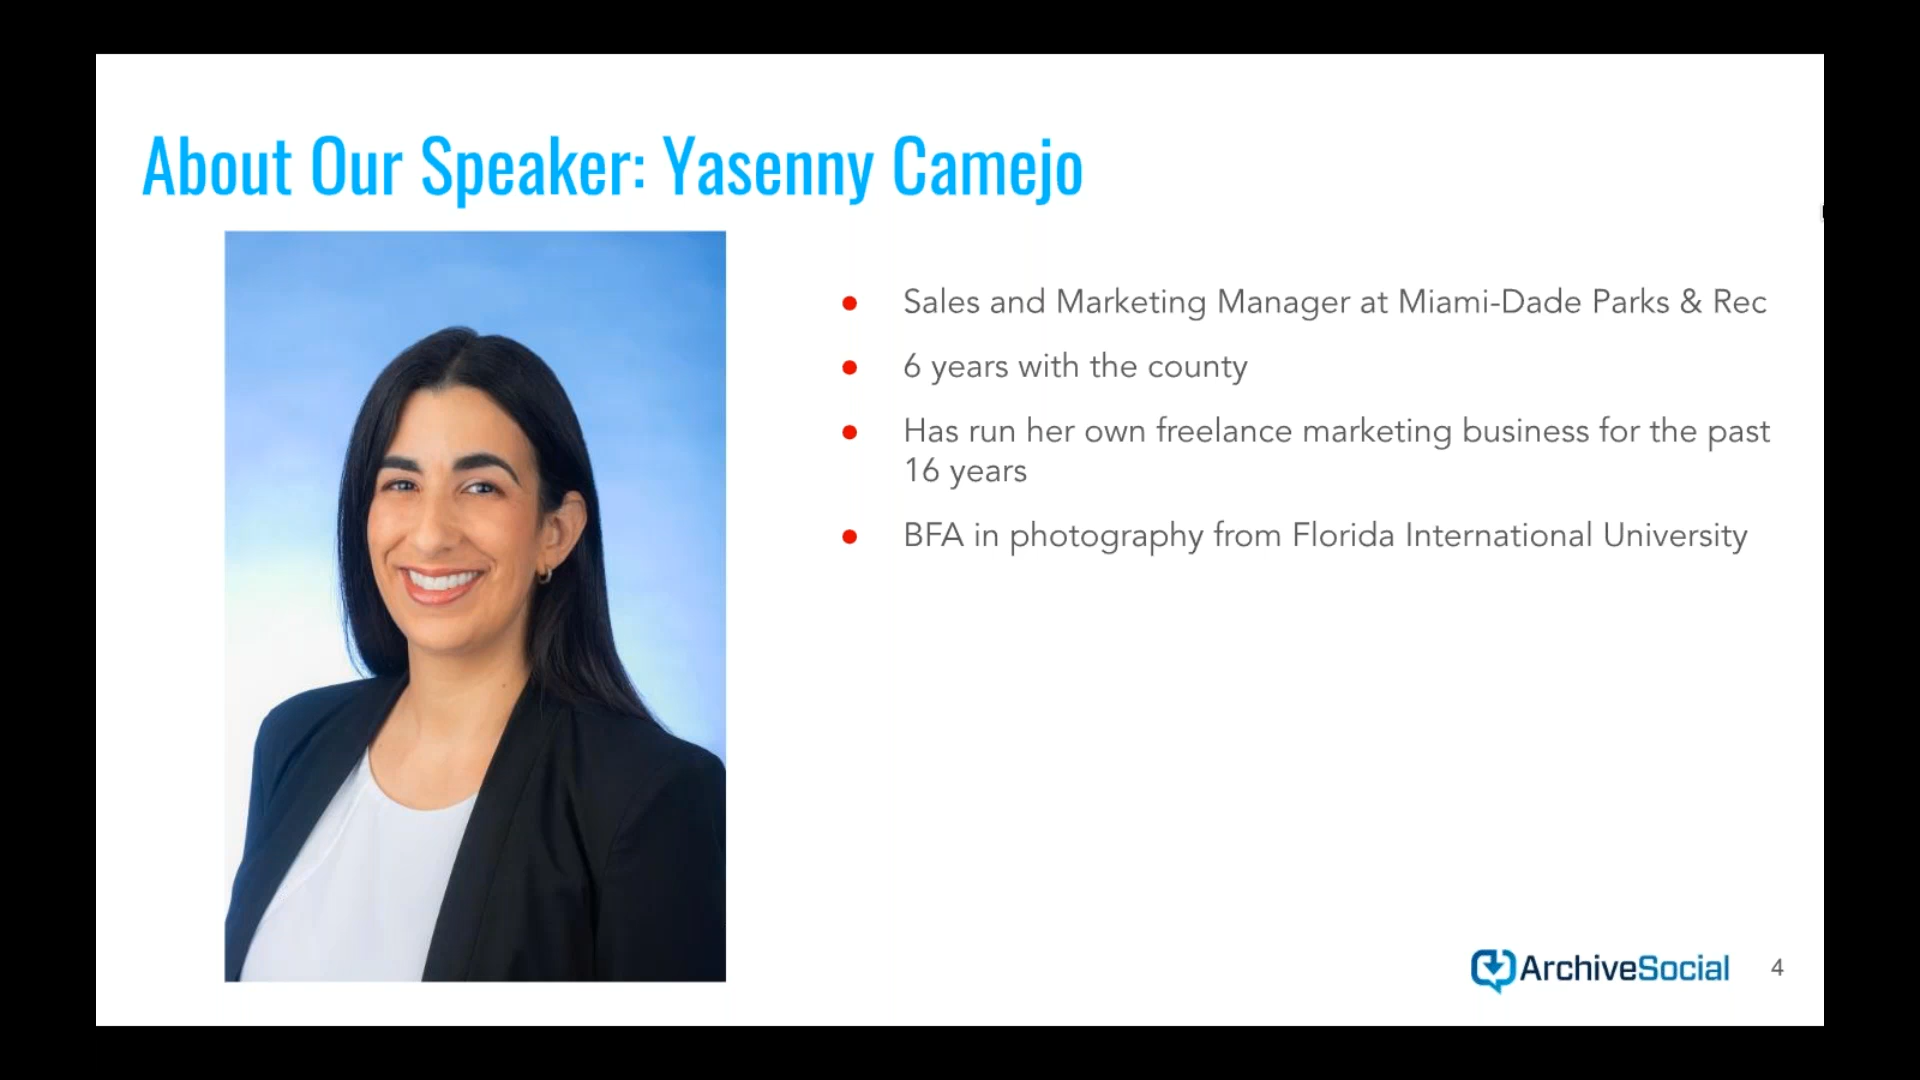 About Our Speaker: Yasenny Camejo
● Sales and Marketing Manager at Miami-Dade Parks & Rec
● 6 years with the county
● Has run her own freelance marketing business for the past
16 years
● BFA in photography from Florida International University
ArchiveSocial 4